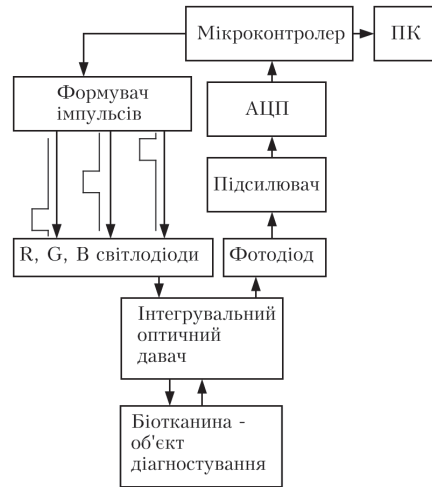 Мікроконтролер
ПК
Формувач
імпульсів
АЦП
Підсилювач
R, G, B світлодіоди
Фотодіод
Інтегрувальний
оптичний
давач
Біотканина -
об'єкт
діагностування